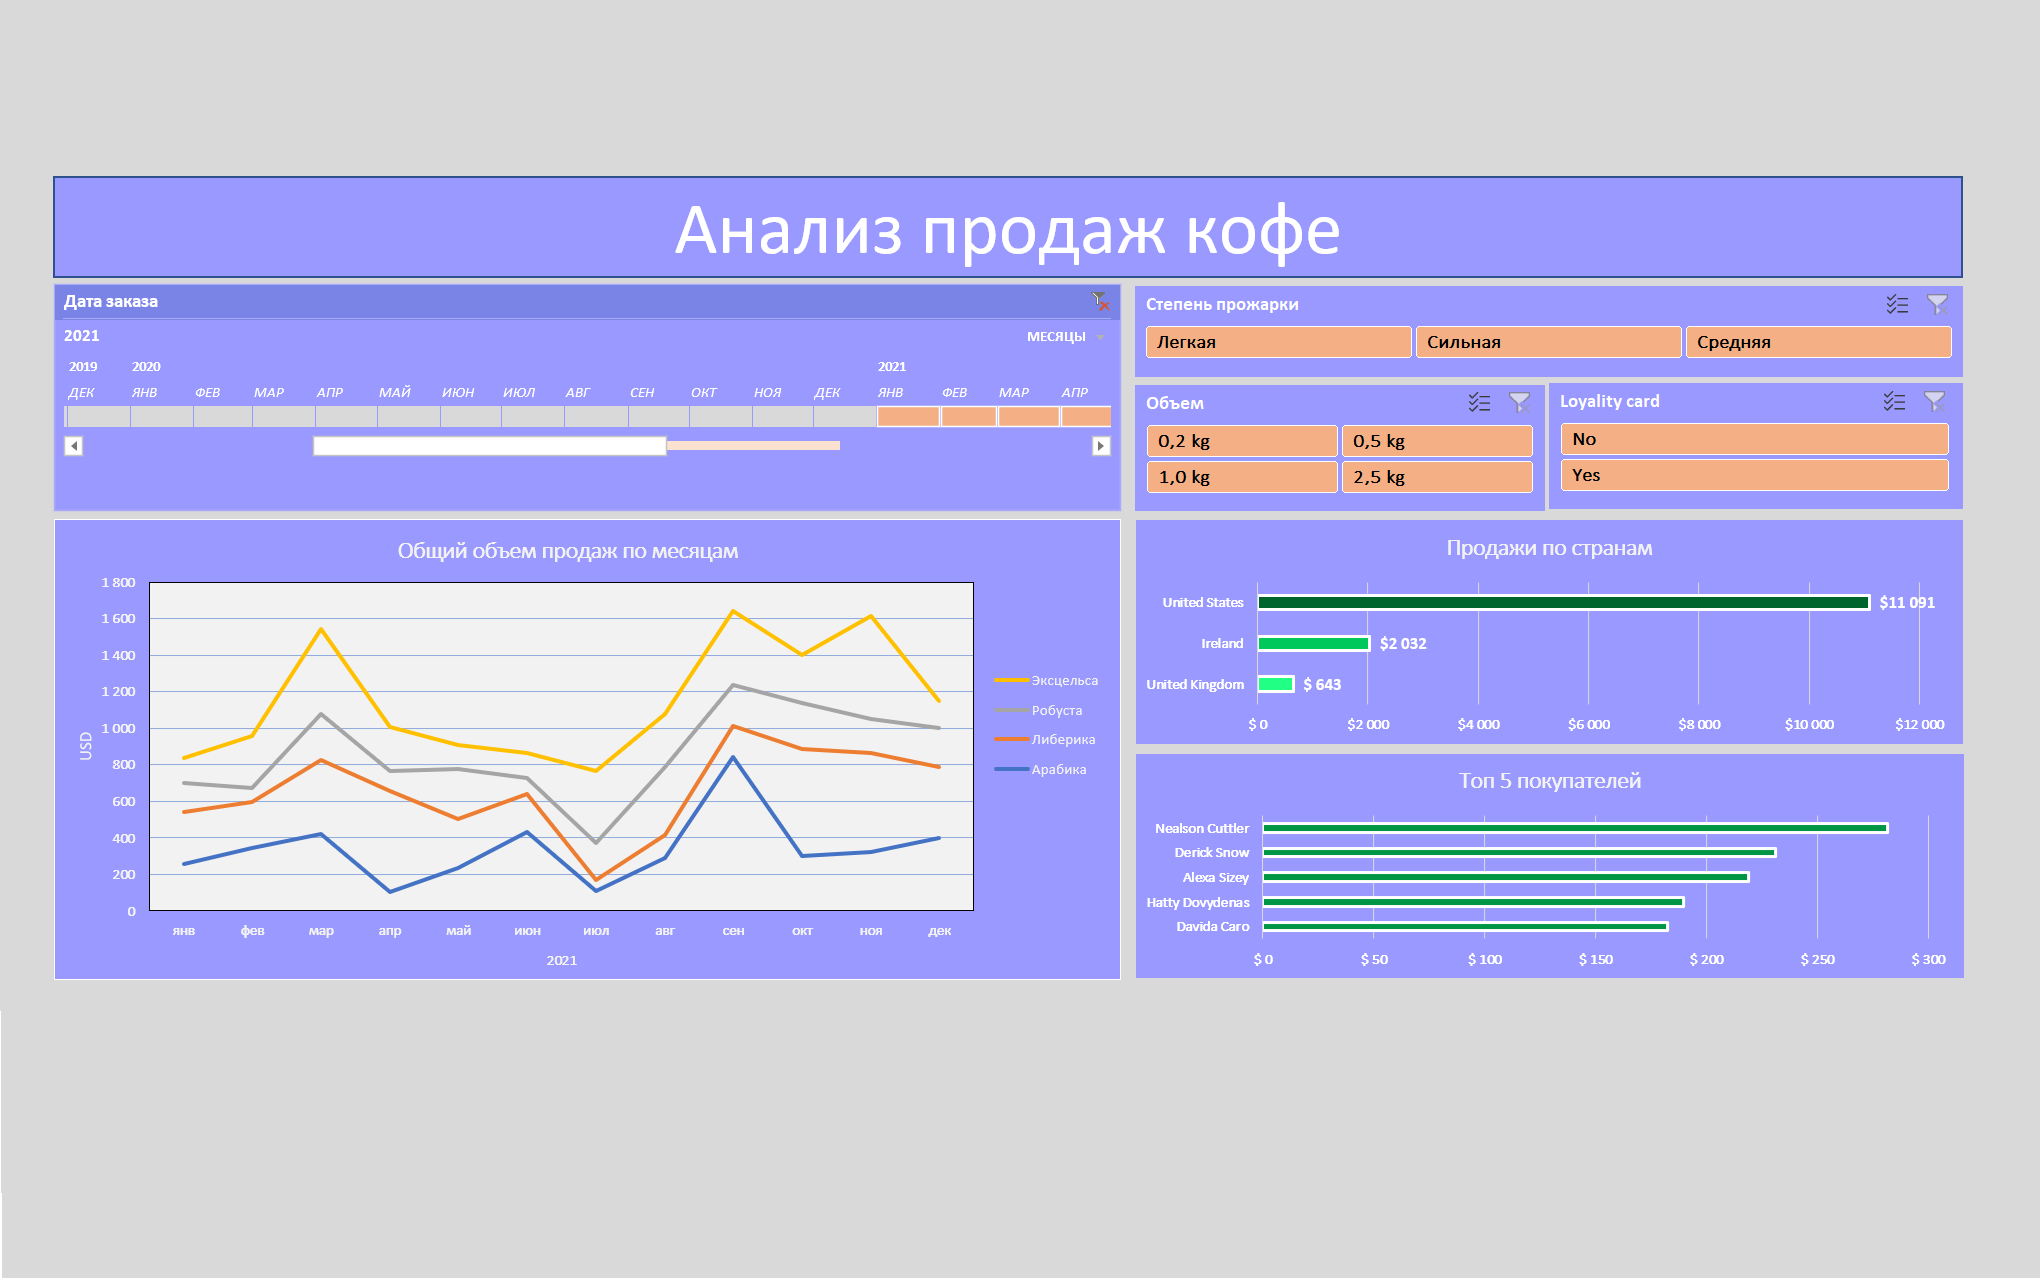 Анализ продаж кофе
Дата заказа
2021
МЕСЯЦЫ
2019 2020 2021
ДЕК ЯНВ ФЕВ МАР АПР МАЙ ИЮН ИЮЛ АВГ СЕН ОКТ НОЯ ДЕК ЯНВ ФЕВ МАР АПР
Степень прожарки
Легкая Сильная Средняя
Объем
0,2 kg 0,5 kg
1,0 kg 2,5 kg
Loyality card
No
Yes
Общий объем продаж по месяцам
1 800
1 600
1 400
1 200
1 000
800
600
400
200
0
USD
янв фев мар апр май июн июл авг сен окт ноя дек
2021
Эксцельса
Робуста
Либерика
Арабика
Продажи по странам
United States $11 091
Ireland $2 032
United Kingdom $ 643
$ 0 $2 000 $4 000 $6 000 $8 000 $10 000 $12 000
Топ 5 покупателей
Nealson Cuttler
Derick Snow
Alexa Sizey
Hatty Dovydenas
Davida Caro
$ 0 $ 50 $ 100 $ 150 $ 200 $ 250 $ 300